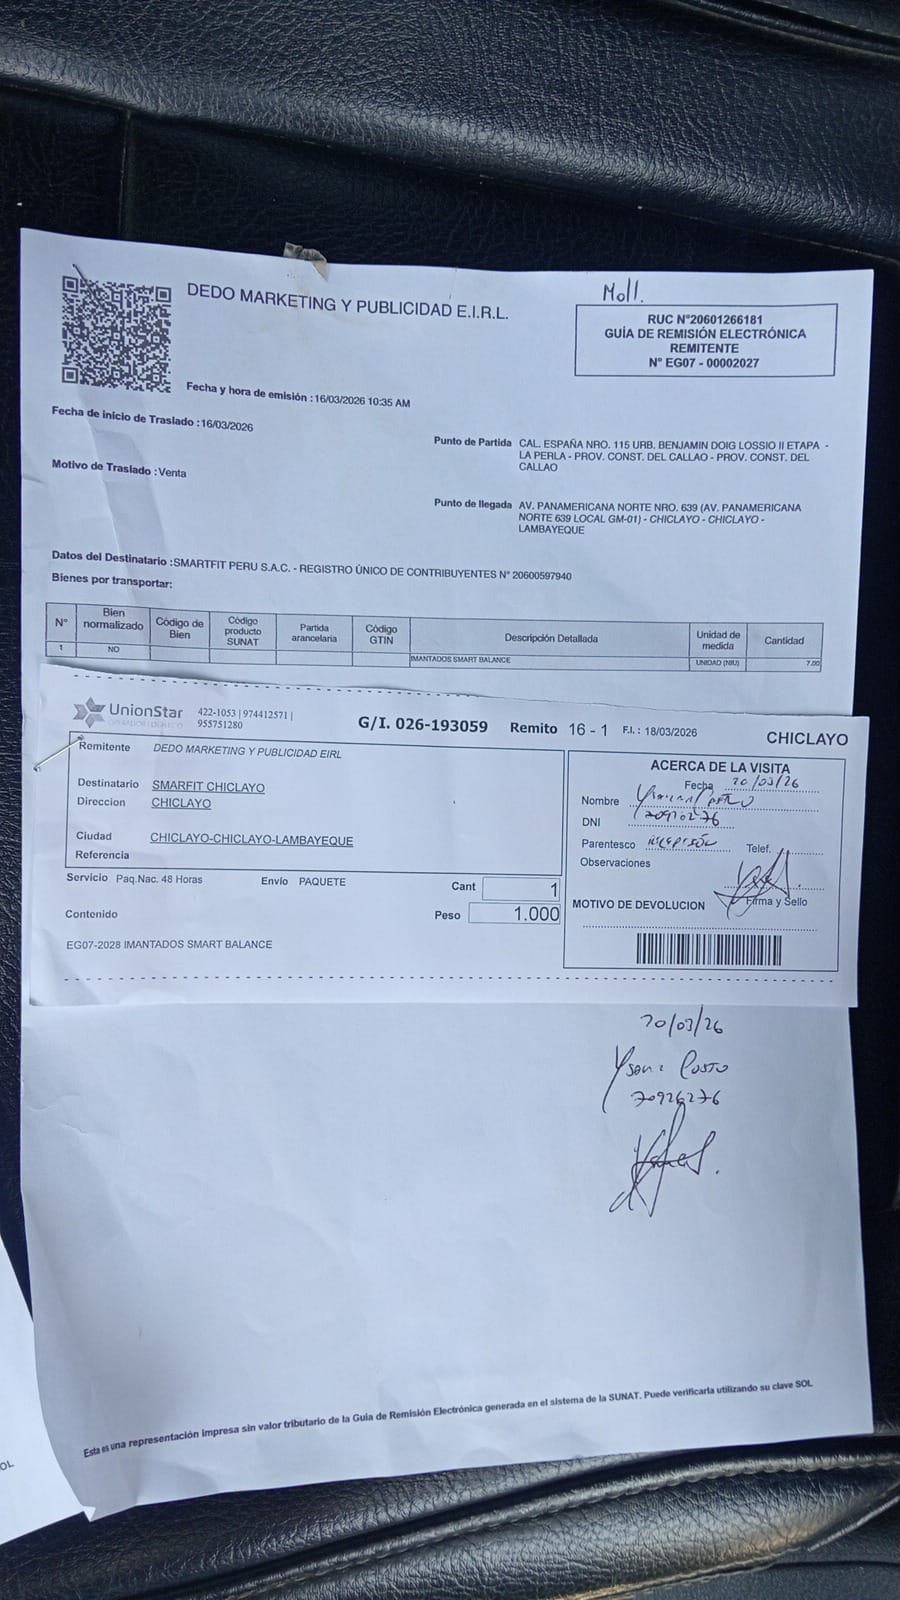 DEDO MARKETING Y PUBLICIDAD E.I.R.L.
Moll.
RUC N°20601266181
GUÍA DE REMISIÓN ELECTRÓNICA
REMITENTE
N° EG07 - 00002027
Fecha y hora de emisión : 16/03/2026 10:35 AM
Fecha de inicio de Traslado : 16/03/2026
Punto de Partida CAL. ESPAÑA NRO. 115 URB. BENJAMIN DOIG LOSSIO II ETAPA -
LA PERLA - PROV. CONST. DEL CALLAO - PROV. CONST. DEL
CALLAO
Motivo de Traslado : Venta
Punto de llegada AV. PANAMERICANA NORTE NRO. 639 (AV. PANAMERICANA
NORTE 639 LOCAL GM-01) - CHICLAYO - CHICLAYO -
LAMBAYEQUE
Datos del Destinatario : SMARTFIT PERU S.A.C. - REGISTRO ÚNICO DE CONTRIBUYENTES N° 20600597940
Bienes por transportar:
N° Bien normalizado Código de Bien Código producto SUNAT Partida arancelaria Código GTIN Descripción Detallada Unidad de medida Cantidad
1 NO IMANTADOS SMART BALANCE UNIDAD (NIU) 7.00
UnionStar 422-1053 | 974412571 |
955751280
G/I. 026-193059 Remito 16 - 1 F.I.: 18/03/2026 CHICLAYO
Remitente DEDO MARKETING Y PUBLICIDAD EIRL
Destinatario SMARFIT CHICLAYO
Direccion CHICLAYO
Ciudad CHICLAYO-CHICLAYO-LAMBAYEQUE
Referencia
Servicio Paq.Nac. 48 Horas Envío PAQUETE Cant 1
Contenido Peso 1.000
EG07-2028 IMANTADOS SMART BALANCE
ACERCA DE LA VISITA
Fecha 20/03/26
Nombre
DNI
Parentesco recepsión Telef.
Observaciones
Firma y Sello
MOTIVO DE DEVOLUCION
20/03/26
70926276
Esta es una representación impresa sin valor tributario de la Guia de Remisión Electrónica generada en el sistema de la SUNAT. Puede verificarla utilizando su clave SOL
OL